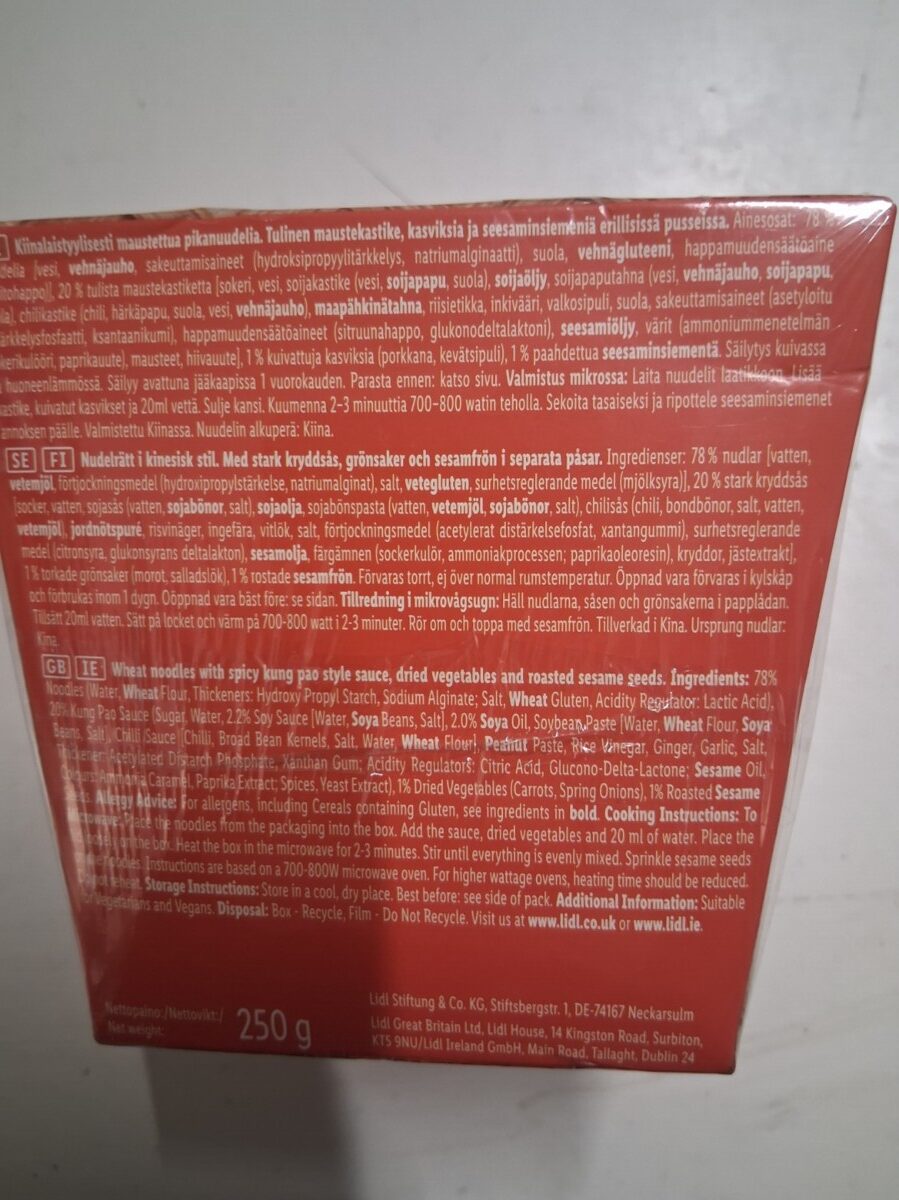 Kiinalaistyylisesti maustettua pikanuudelia. Tulinen maustekastike, kasviksia ja seesaminsiemeniä erillisissä pusseissa. Ainesosat: 78
[vesi, vehnäjauho, sakeuttamisaineet (hydroksipropyylitärkkelys, natriumalginaatti), suola, vehnägluteeni, happamuudensäätöaine
20 % tulista maustekastiketta [sokeri, vesi, soijakastike (vesi, soijapapu, suola), soijaöljy, soijapaputahna (vesi, vehnäjauho, soijapapu,
chilikastike (chili, härkäpapu, suola, vesi, vehnäjauho), maapähkinätahna, riisietikka, inkivääri, valkosipuli, suola, sakeuttamisaineet (asetyloitu
ksantaanikumi), happamuudensäätöaineet (sitruunahappo, glukonodeltalaktoni), seesamiöljy, värit (ammoniummenetelmän
paprikauute), mausteet, hiivauute], 1 % kuivattuja kasviksia (porkkana, kevätsipuli), 1 % paahdettua seesaminsiementä. Säilytys kuivassa
huoneenlämmössä. Säilyy avattuna jääkaapissa 1 vuorokauden. Parasta ennen: katso sivu. Valmistus mikrossa: Laita nuudelit laatikkoon. Lisää
kuivatut kasvikset ja 20ml vettä. Sulje kansi. Kuumenna 2-3 minuuttia 700-800 watin teholla. Sekoita tasaiseksi ja ripottele seesaminsiemenet
annoksen päälle. Valmistettu Kiinassa. Nuudelin alkuperä: Kiina.
SE FI Nudelrätt i kinesisk stil. Med stark kryddsås, grönsaker och sesamfrön i separata påsar. Ingredienser: 78% nudlar [vatten,
vetemjöl, förtjockningsmedel (hydroxipropylstärkelse, natriumalginat), salt, vetegluten, surhetsreglerande medel (mjölksyra)], 20 % stark kryddsås
[socker, vatten, sojasås (vatten, sojabönor, salt), sojaolja, sojabönspasta (vatten, vetemjöl, sojabönor, salt), chilisås (chili, bondbönor, salt, vatten,
vetemjöl), jordnötspuré, risvinäger, ingefära, vitlök, salt, förtjockningsmedel (acetylerat distärkelsefosfat, xantangummi), surhetsreglerande
medel (citronsyra, glukonsyrans deltalakton), sesamolja, färgämnen (sockerkulör, ammoniakprocessen; paprikaoleoresin), kryddor, jästextrakt],
1 % torkade grönsaker (morot, salladslök), 1 % rostade sesamfrön. Förvaras torrt, ej över normal rumstemperatur. Öppnad vara förvaras i kylskåp
och förbrukas inom 1 dygn. Oöppnad vara bäst före: se sidan. Tillredning i mikrovågsugn: Häll nudlarna, såsen och grönsakerna i papplådan.
Tillsätt 20ml vatten. Sätt på locket och värm på 700-800 watt i 2-3 minuter. Rör om och toppa med sesamfrön. Tillverkad i Kina. Ursprung nudlar:
Kina.
GB IE Wheat noodles with spicy kung pao style sauce, dried vegetables and roasted sesame seeds. Ingredients: 78%
Noodles (Water, Wheat Flour, Thickeners: Hydroxy Propyl Starch, Sodium Alginate; Salt, Wheat Gluten, Acidity Regulator: Lactic Acid),
20% Kung Pao Sauce (Sugar, Water, 2.2% Soy Sauce [Water, Soya Beans, Salt], 2.0% Soya Oil, Soybean Paste [Water, Wheat Flour, Soya
Beans, Salt], Chilli Sauce [Chilli, Broad Bean Kernels, Salt, Water, Wheat Flour], Peanut Paste, Rice Vinegar, Ginger, Garlic, Salt,
Thickener: Acetylated Distarch Phosphate, Xanthan Gum; Acidity Regulators: Citric Acid, Glucono-Delta-Lactone; Sesame Oil,
Colours: Ammonia Caramel, Paprika Extract; Spices, Yeast Extract), 1% Dried Vegetables (Carrots, Spring Onions), 1% Roasted Sesame
Allergy Advice: For allergens, including Cereals containing Gluten, see ingredients in bold. Cooking Instructions: To
Place the noodles from the packaging into the box. Add the sauce, dried vegetables and 20 ml of water. Place the
on the box. Heat the box in the microwave for 2-3 minutes. Stir until everything is evenly mixed. Sprinkle sesame seeds
noodles. Instructions are based on a 700-800W microwave oven. For higher wattage ovens, heating time should be reduced.
not reheat. Storage Instructions: Store in a cool, dry place. Best before: see side of pack. Additional Information: Suitable
for Vegetarians and Vegans. Disposal: Box - Recycle, Film - Do Not Recycle. Visit us at www.lidl.co.uk or www.lidl.ie.
Nettopaino:/Nettovikt:/
Net weight:
250 g
Lidl Stiftung & Co. KG, Stiftsbergstr. 1, DE-74167 Neckarsulm
Lidl Great Britain Ltd, Lidl House, 14 Kingston Road, Surbiton,
KT5 9NU/Lidl Ireland GmbH, Main Road, Tallaght, Dublin 24